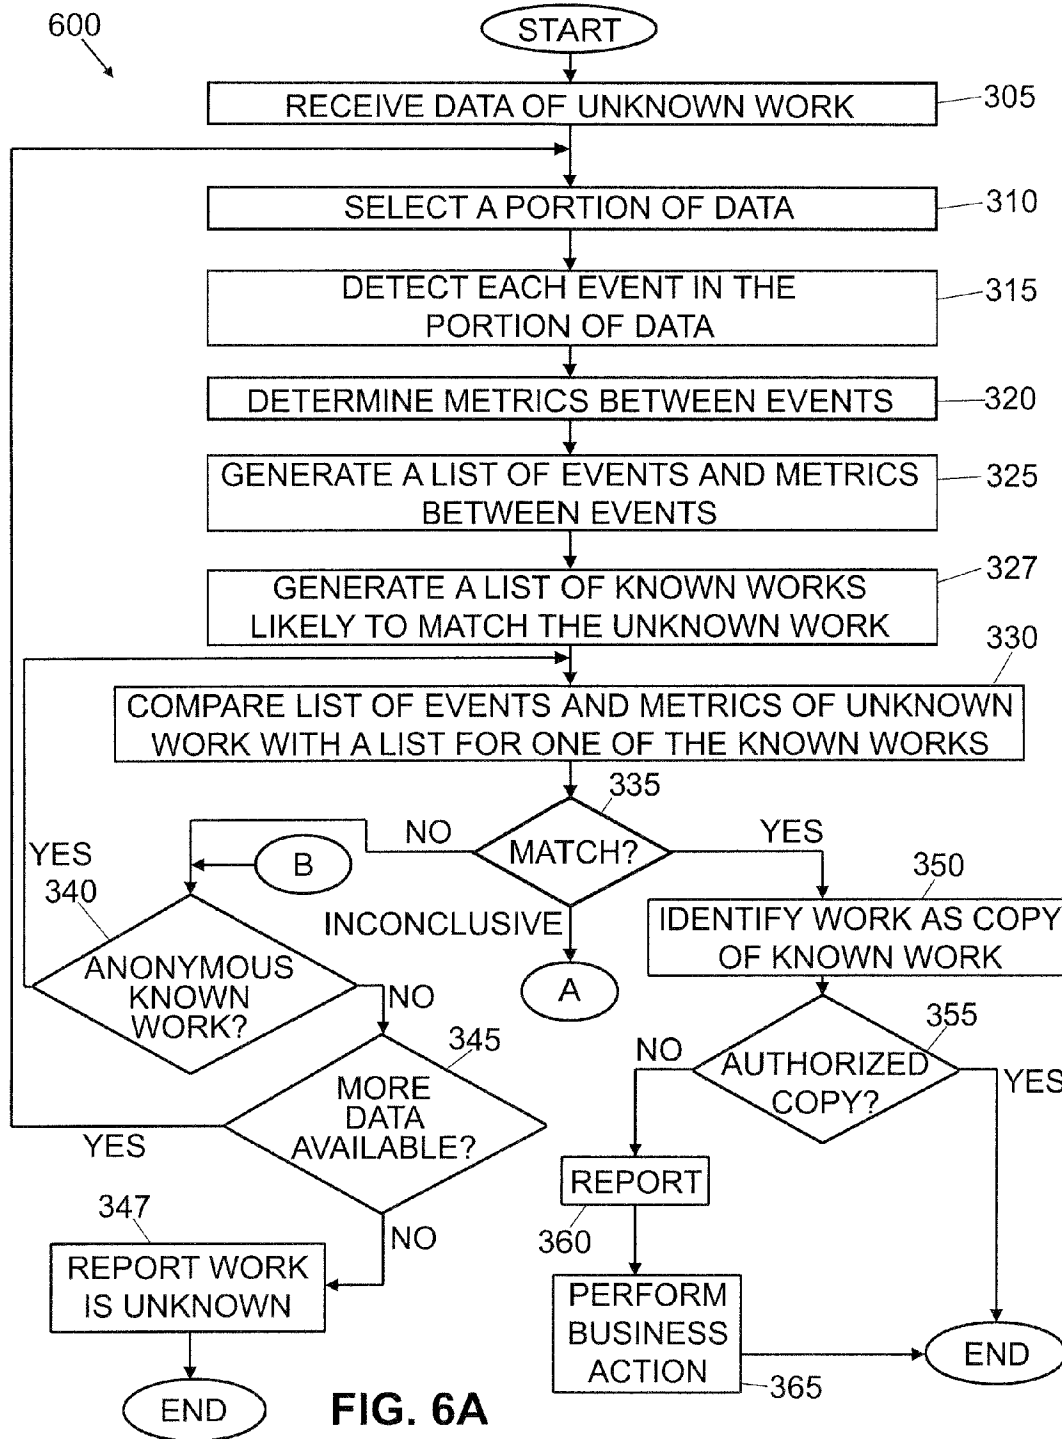 600
START
RECEIVE DATA OF UNKNOWN WORK
305
SELECT A PORTION OF DATA
310
DETECT EACH EVENT IN THE
PORTION OF DATA
315
DETERMINE METRICS BETWEEN EVENTS
320
GENERATE A LIST OF EVENTS AND METRICS
BETWEEN EVENTS
325
GENERATE A LIST OF KNOWN WORKS
LIKELY TO MATCH THE UNKNOWN WORK
327
330
COMPARE LIST OF EVENTS AND METRICS OF UNKNOWN
WORK WITH A LIST FOR ONE OF THE KNOWN WORKS
335
MATCH?
NO
YES
INCONCLUSIVE
A
B
YES
340
ANONYMOUS
KNOWN
WORK?
NO
345
MORE
DATA
AVAILABLE?
YES
NO
347
REPORT WORK
IS UNKNOWN
END
350
IDENTIFY WORK AS COPY
OF KNOWN WORK
355
AUTHORIZED
COPY?
NO
YES
REPORT
360
PERFORM
BUSINESS
ACTION
365
END
FIG. 6A